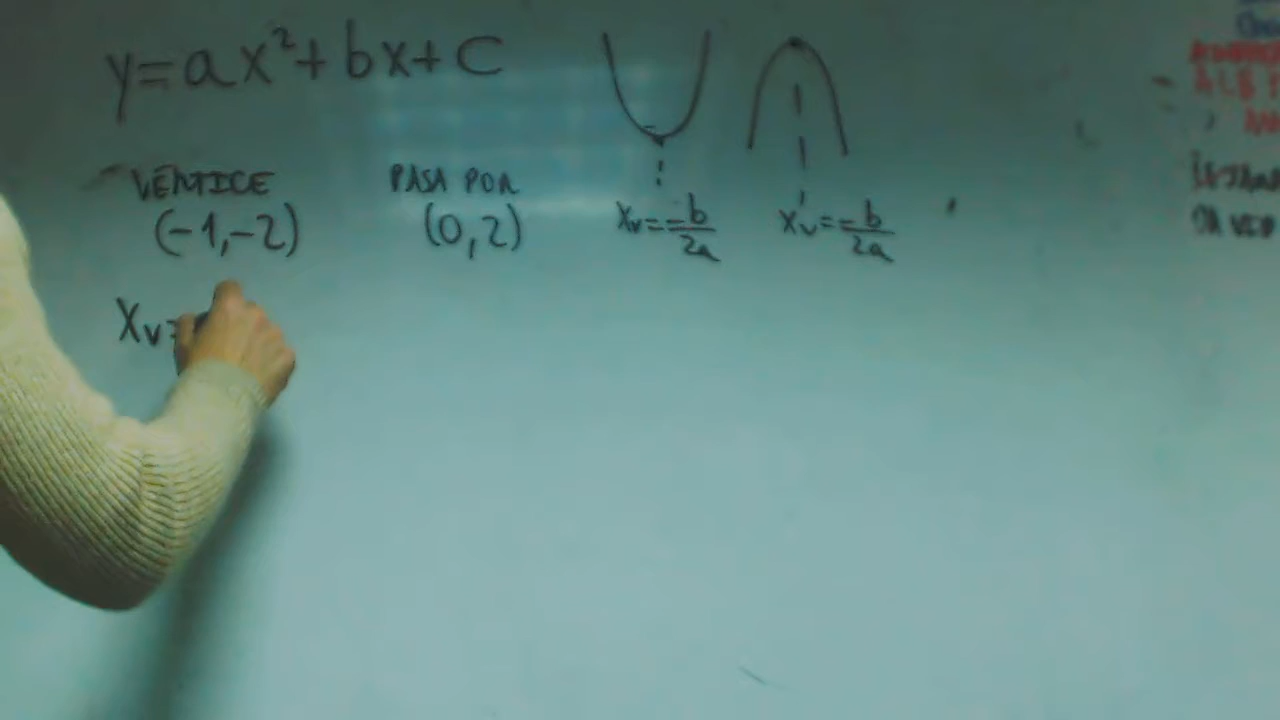 y=ax²+bx+c
VÉRTICE PASA POR
(-1,-2) (0,2) Xv=-b/2a Xv=-b/2a
Xv=